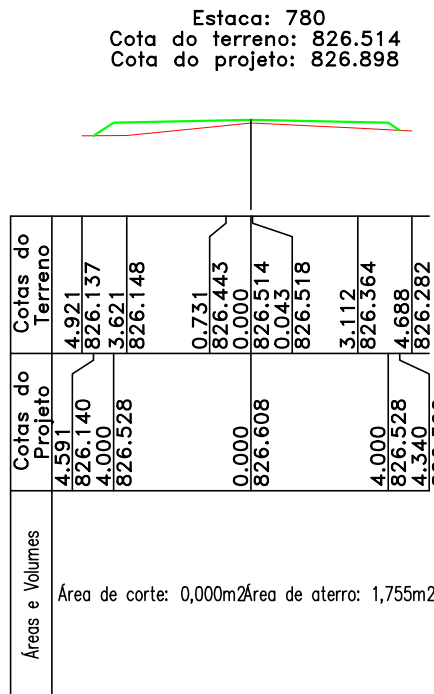 Estaca: 780
Cota do terreno: 826.514
Cota do projeto: 826.898
Cotas do
Terreno
4.921
826.137
3.621
826.148
0.731
826.443
0.000
826.514
0.043
826.518
3.112
826.364
4.688
826.282
Cotas do
Projeto
4.591
826.140
4.000
826.528
0.000
826.608
4.000
826.528
4.340
Áreas e Volumes
Área de corte: 0,000m2
Área de aterro: 1,755m2